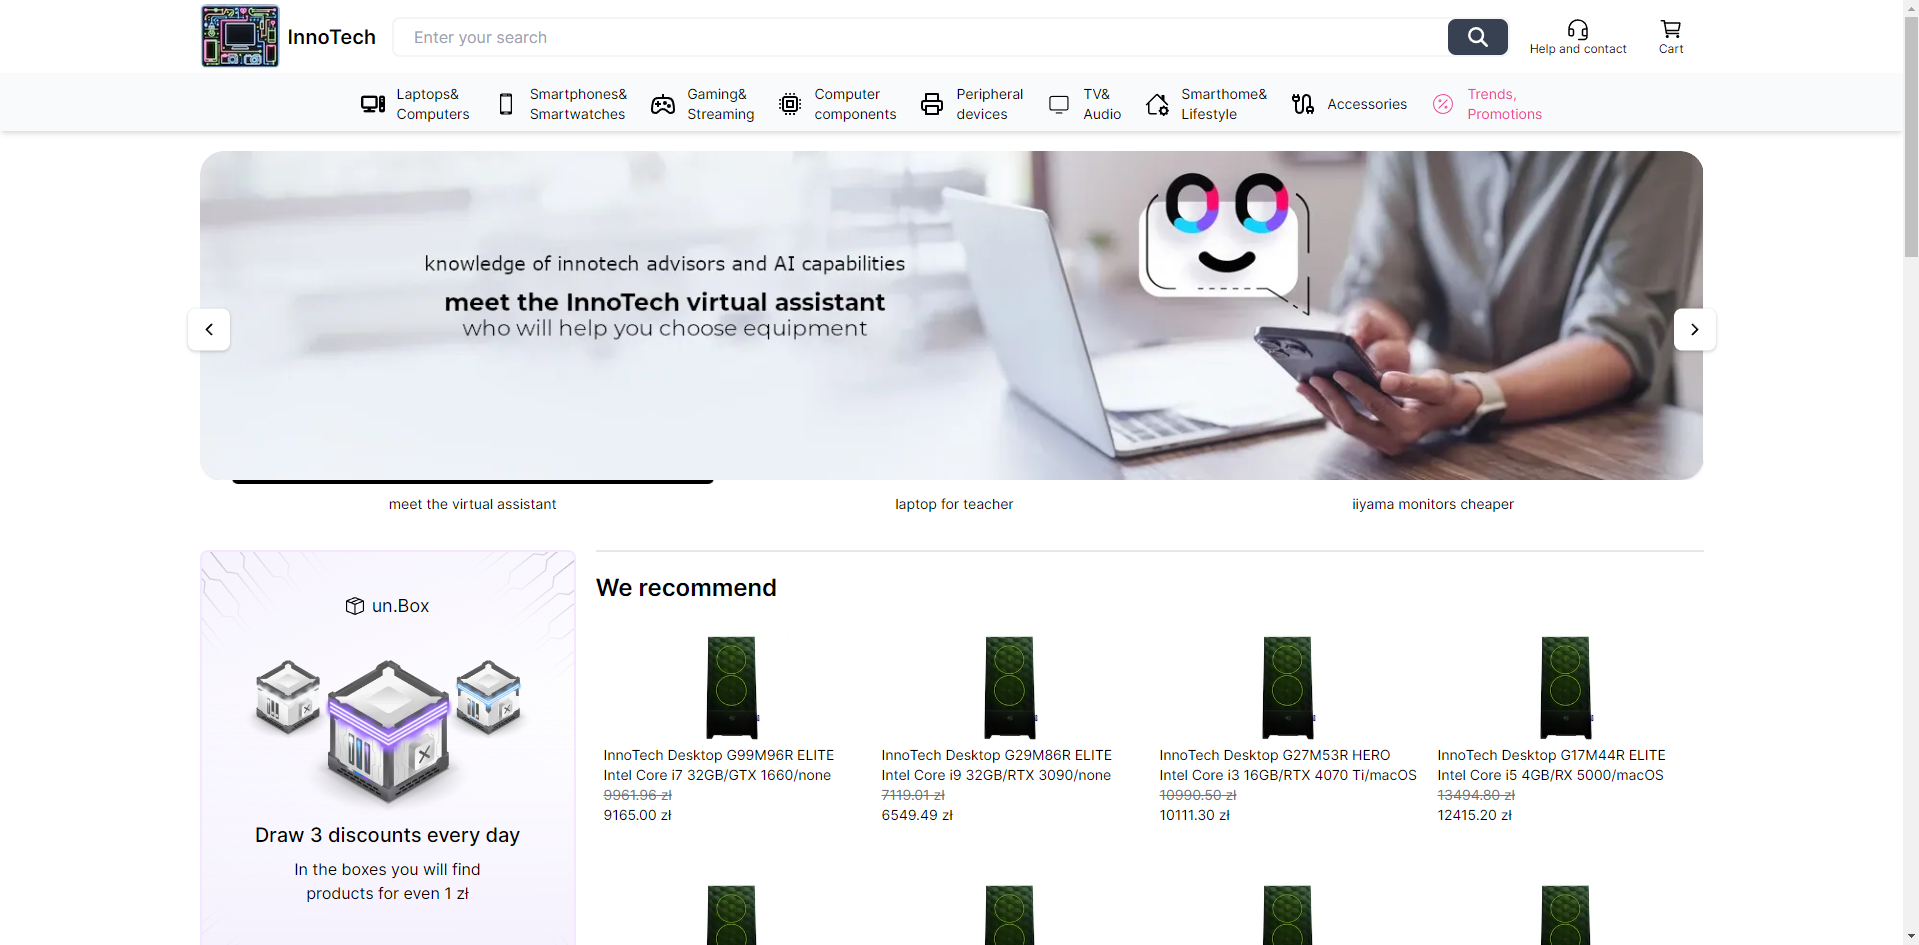 InnoTech
Enter your search
Help and contact
Cart
Laptops&
Computers
Smartphones&
Smartwatches
Gaming&
Streaming
Computer
components
Peripheral
devices
TV&
Audio
Smarthome&
Lifestyle
Accessories
Trends,
Promotions
knowledge of innotech advisors and AI capabilities
meet the InnoTech virtual assistant
who will help you choose equipment
meet the virtual assistant
laptop for teacher
iiyama monitors cheaper
un.Box
Draw 3 discounts every day
In the boxes you will find
products for even 1 zł
We recommend
InnoTech Desktop G99M96R ELITE
Intel Core i7 32GB/GTX 1660/none
9961.96 zł
9165.00 zł
InnoTech Desktop G29M86R ELITE
Intel Core i9 32GB/RTX 3090/none
7119.01 zł
6549.49 zł
InnoTech Desktop G27M53R HERO
Intel Core i3 16GB/RTX 4070 Ti/macOS
10990.50 zł
10111.30 zł
InnoTech Desktop G17M44R ELITE
Intel Core i5 4GB/RX 5000/macOS
13494.80 zł
12415.20 zł